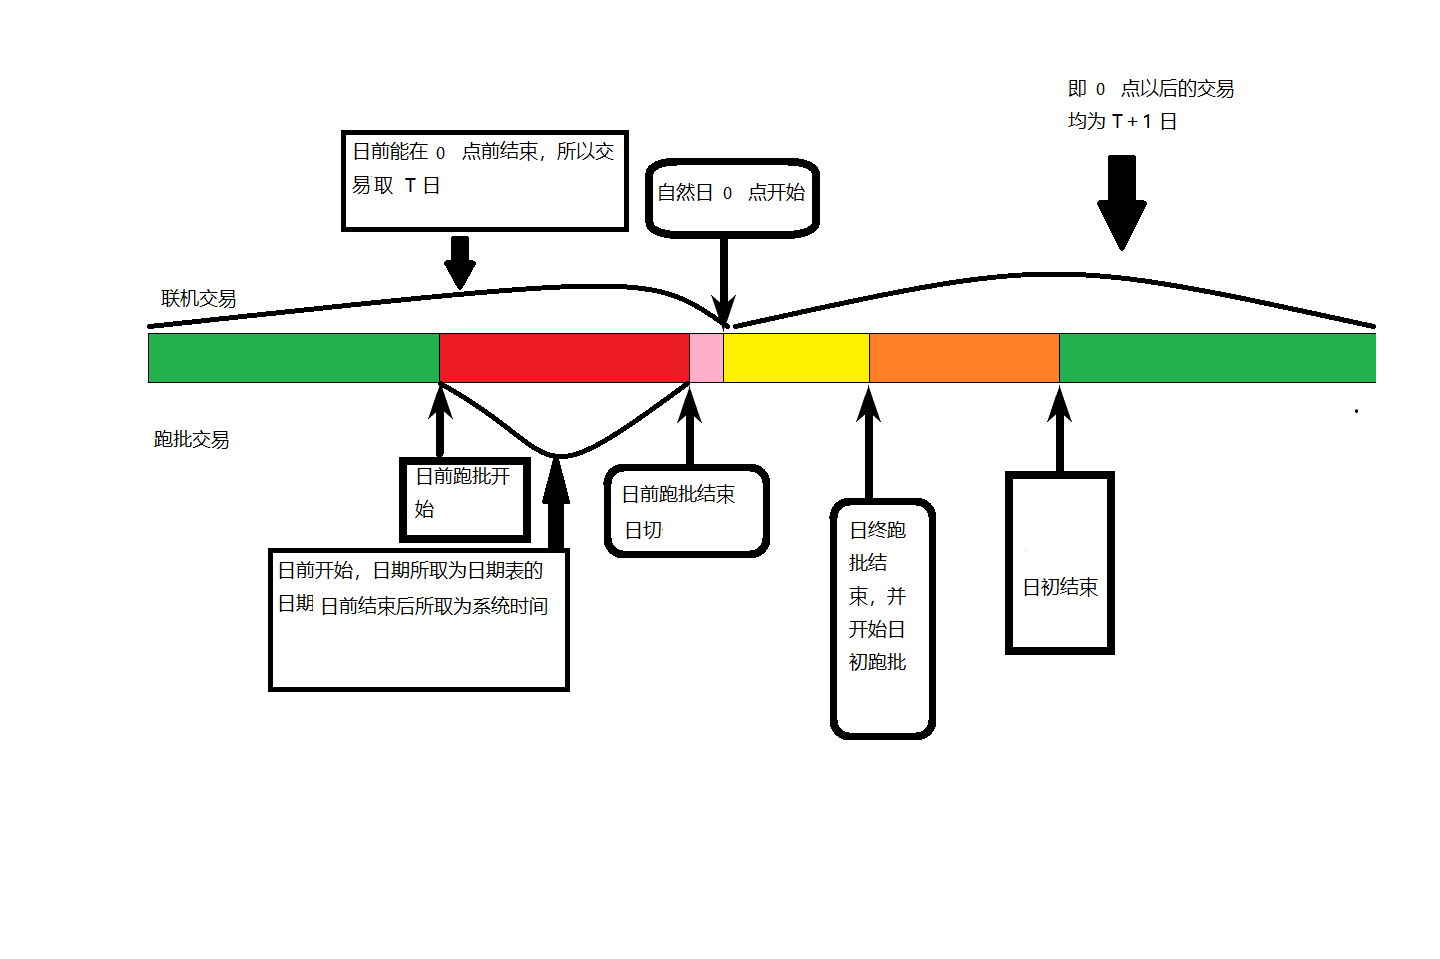 即 0 点以后的交易
均为 T+1 日
日前能在 0 点前结束，所以交
易取 T 日
自然日 0 点开始
联机交易
跑批交易
日前跑批开
始
日前跑批结束
日切
日前开始，日期所取为日期表的
日期 日前结束后所取为系统时间
日终跑
批结
束，并
开始日
初跑批
日初结束